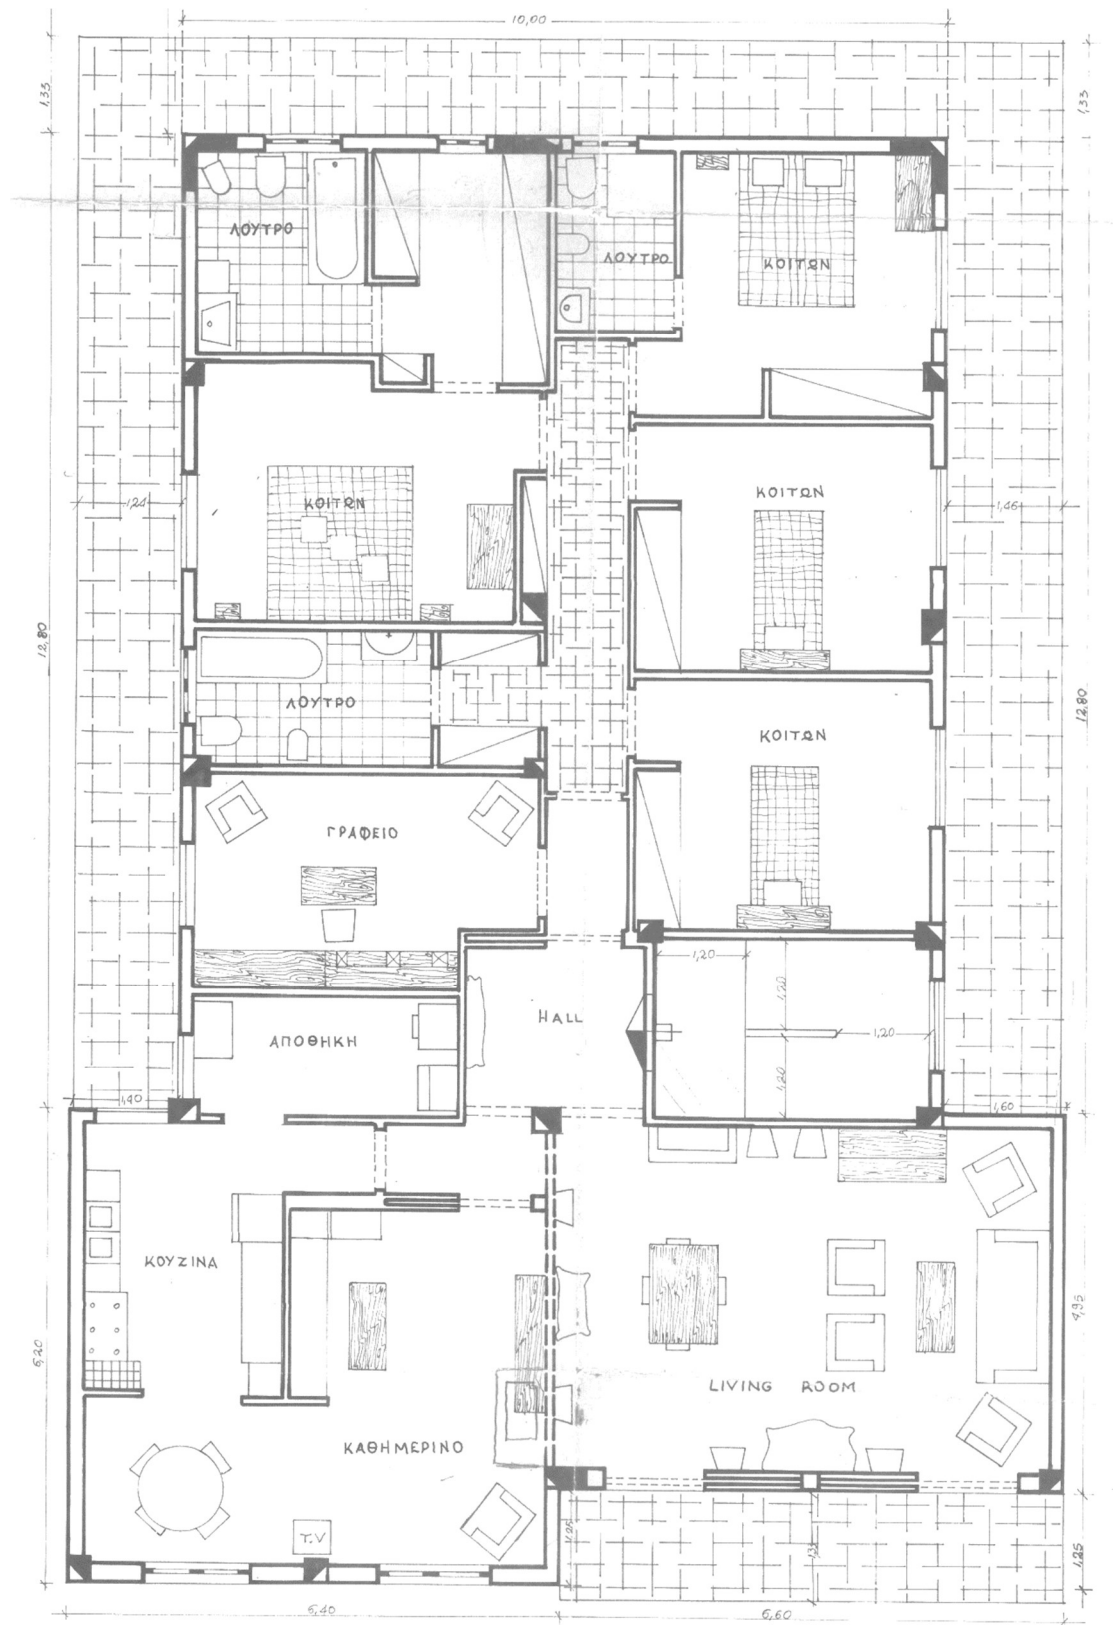 10,00
1,33
1,33
ΛΟΥΤΡΟ
ΛΟΥΤΡΟ
ΚΟΙΤΩΝ
ΚΟΙΤΩΝ
ΚΟΙΤΩΝ
1,24
1,46
12,80
ΛΟΥΤΡΟ
12,80
ΚΟΙΤΩΝ
ΓΡΑΦΕΙΟ
1,20
1,20
HALL
1,20
ΑΠΟΘΗΚΗ
1,20
1,40
1,60
ΚΟΥΖΙΝΑ
4,95
6,20
LIVING ROOM
ΚΑΘΗΜΕΡΙΝΟ
T.V
1,25
1,25
6,40
6,60